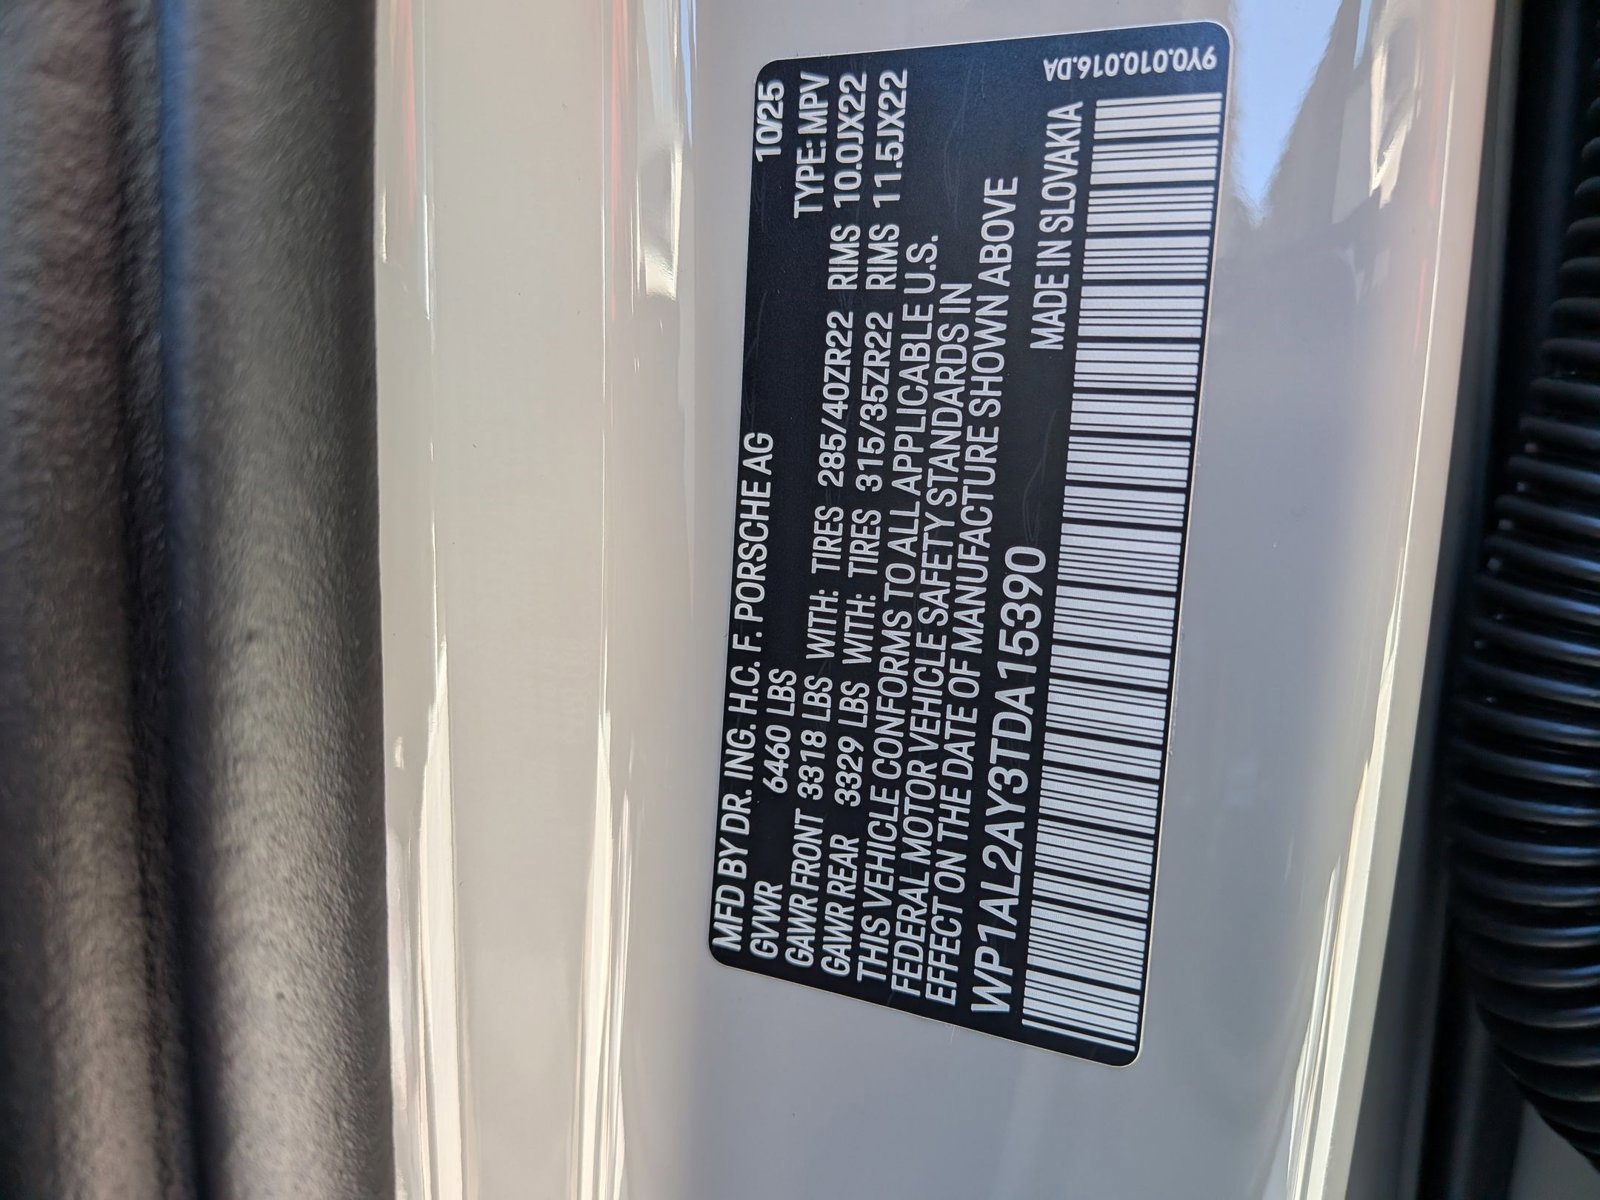 MFD BY DR. ING. H.C. F. PORSCHE AG 10/25
GVWR 6460 LBS TYPE: MPV
GAWR FRONT 3318 LBS WITH: TIRES 285/40ZR22 RIMS 10.0JX22
GAWR REAR 3329 LBS WITH: TIRES 315/35ZR22 RIMS 11.5JX22
THIS VEHICLE CONFORMS TO ALL APPLICABLE U.S.
FEDERAL MOTOR VEHICLE SAFETY STANDARDS IN
EFFECT ON THE DATE OF MANUFACTURE SHOWN ABOVE
WP1AL2AY3TDA15390 MADE IN SLOVAKIA
9Y0.010.016.DA